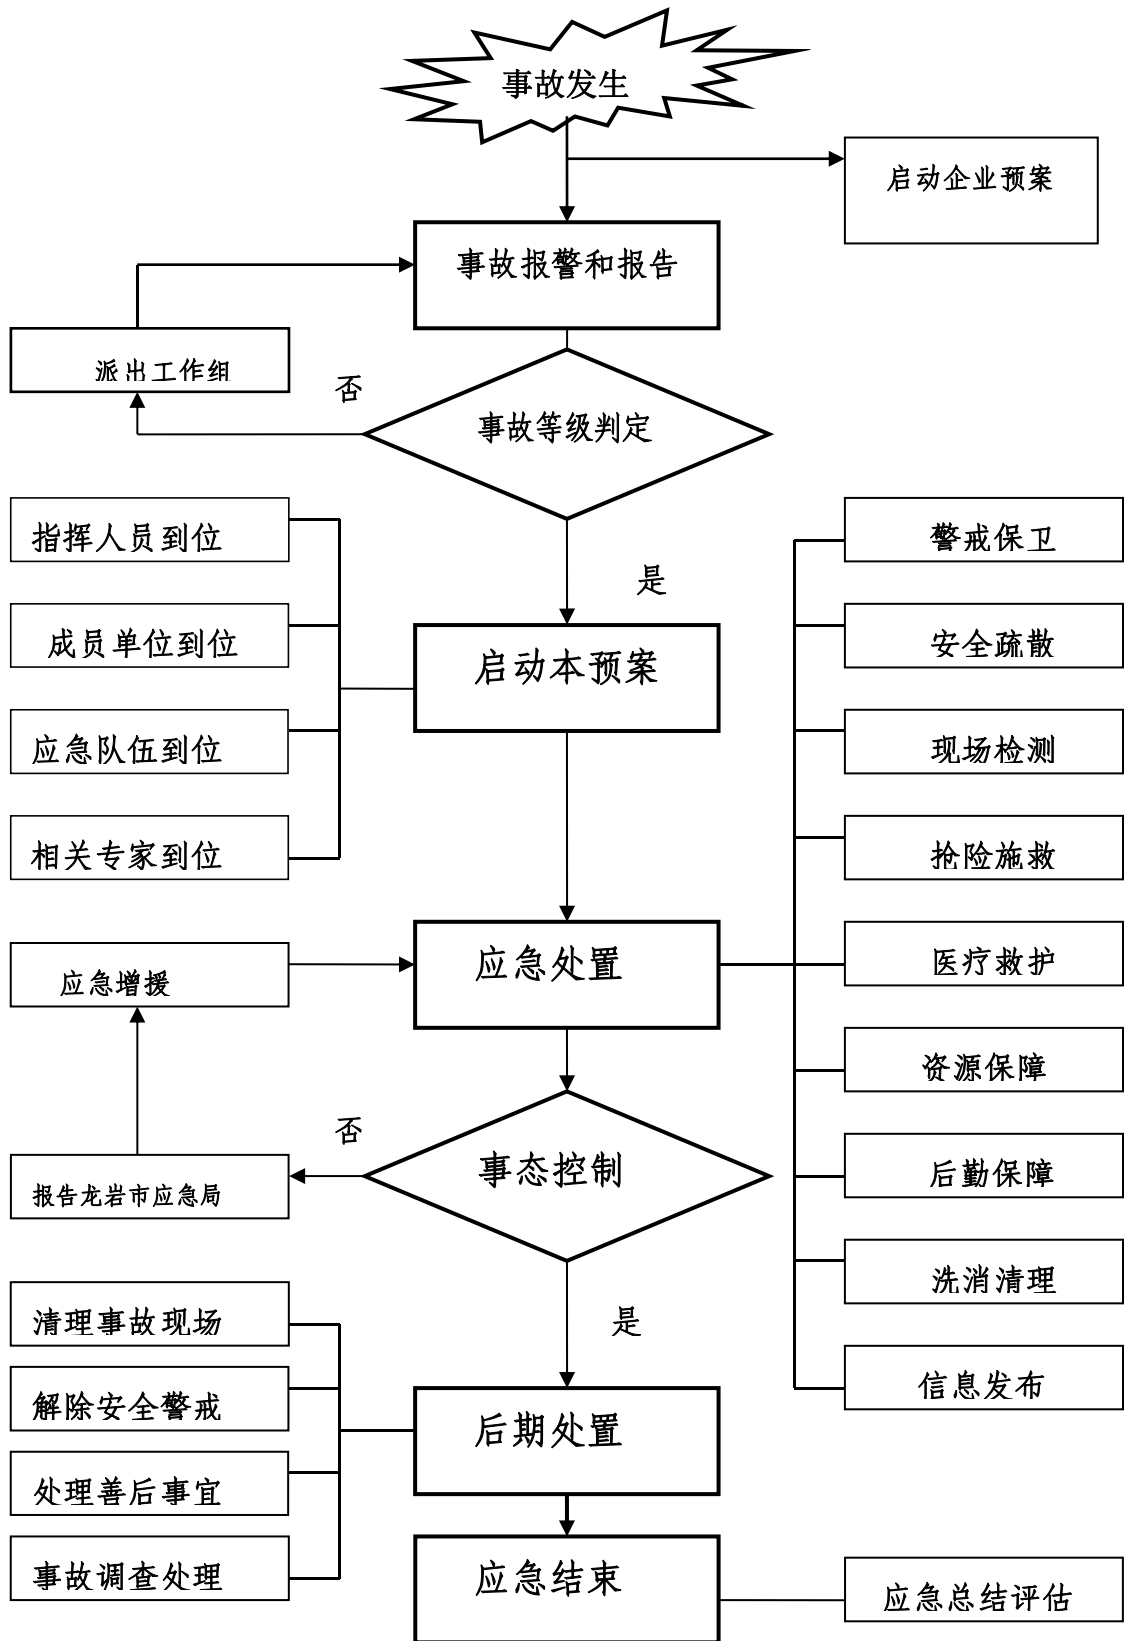 事故发生
启动企业预案
事故报警和报告
派出工作组
否
事故等级判定
指挥人员到位
警戒保卫
是
成员单位到位
启动本预案
安全疏散
应急队伍到位
现场检测
相关专家到位
抢险施救
应急增援
应急处置
医疗救护
资源保障
否
报告龙岩市应急局
事态控制
后勤保障
清理事故现场
是
洗消清理
解除安全警戒
后期处置
信息发布
处理善后事宜
事故调查处理
应急结束
应急总结评估